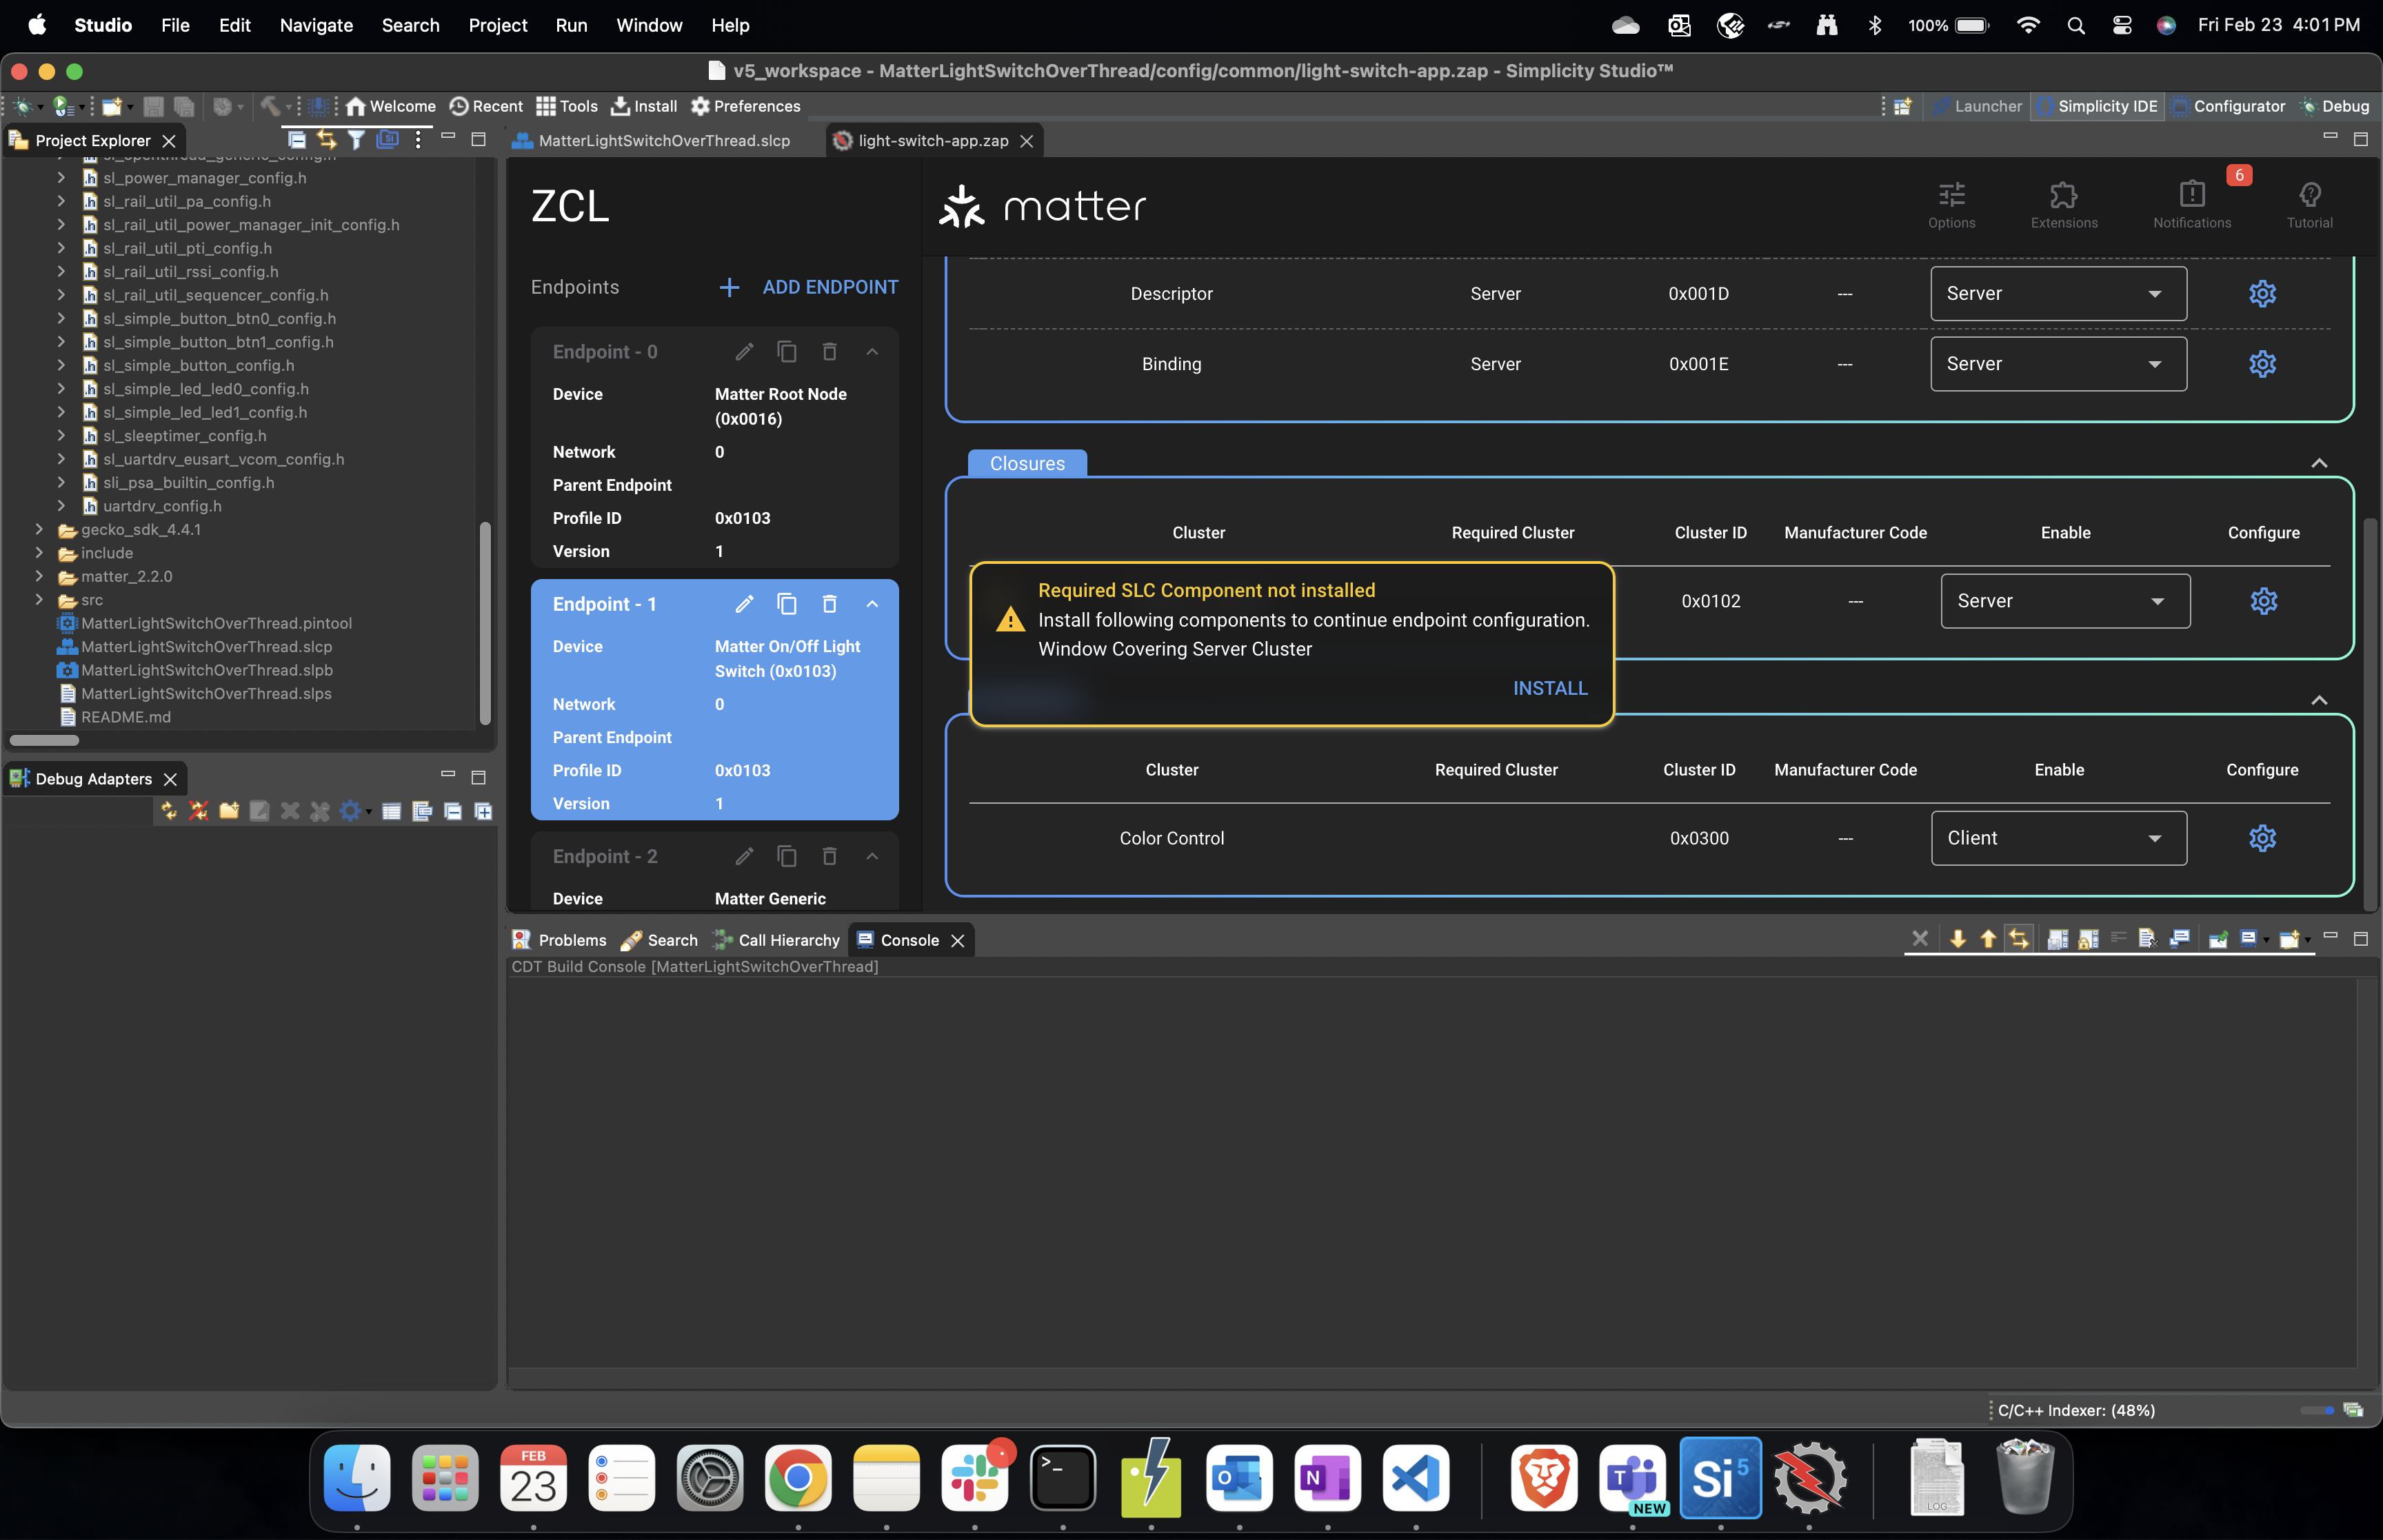 Studio File Edit Navigate Search Project Run Window Help
100% Fri Feb 23 4:01 PM
v5_workspace - MatterLightSwitchOverThread/config/common/light-switch-app.zap - Simplicity Studio™
Welcome Recent Tools Install Preferences
Launcher Simplicity IDE Configurator Debug
Project Explorer
sl_openthread_generic_config.h
sl_power_manager_config.h
sl_rail_util_pa_config.h
sl_rail_util_power_manager_init_config.h
sl_rail_util_pti_config.h
sl_rail_util_rssi_config.h
sl_rail_util_sequencer_config.h
sl_simple_button_btn0_config.h
sl_simple_button_btn1_config.h
sl_simple_button_config.h
sl_simple_led_led0_config.h
sl_simple_led_led1_config.h
sl_sleeptimer_config.h
sl_uartdrv_eusart_vcom_config.h
sli_psa_builtin_config.h
uartdrv_config.h
gecko_sdk_4.4.1
include
matter_2.2.0
src
MatterLightSwitchOverThread.pintool
MatterLightSwitchOverThread.slcp
MatterLightSwitchOverThread.slpb
MatterLightSwitchOverThread.slps
README.md
Debug Adapters
MatterLightSwitchOverThread.slcp light-switch-app.zap
ZCL
Endpoints ADD ENDPOINT
Endpoint - 0
Device Matter Root Node
(0x0016)
Network 0
Parent Endpoint
Profile ID 0x0103
Version 1
Endpoint - 1
Device Matter On/Off Light
Switch (0x0103)
Network 0
Parent Endpoint
Profile ID 0x0103
Version 1
Endpoint - 2
Device Matter Generic
matter
6
Options Extensions Notifications Tutorial
Descriptor Server 0x001D --- Server
Binding Server 0x001E --- Server
Closures
Cluster Required Cluster Cluster ID Manufacturer Code Enable Configure
0x0102 --- Server
Required SLC Component not installed
Install following components to continue endpoint configuration.
Window Covering Server Cluster
INSTALL
Cluster Required Cluster Cluster ID Manufacturer Code Enable Configure
Color Control 0x0300 --- Client
Problems Search Call Hierarchy Console
CDT Build Console [MatterLightSwitchOverThread]
C/C++ Indexer: (48%)
FEB
23
NEW
Si 5
LOG